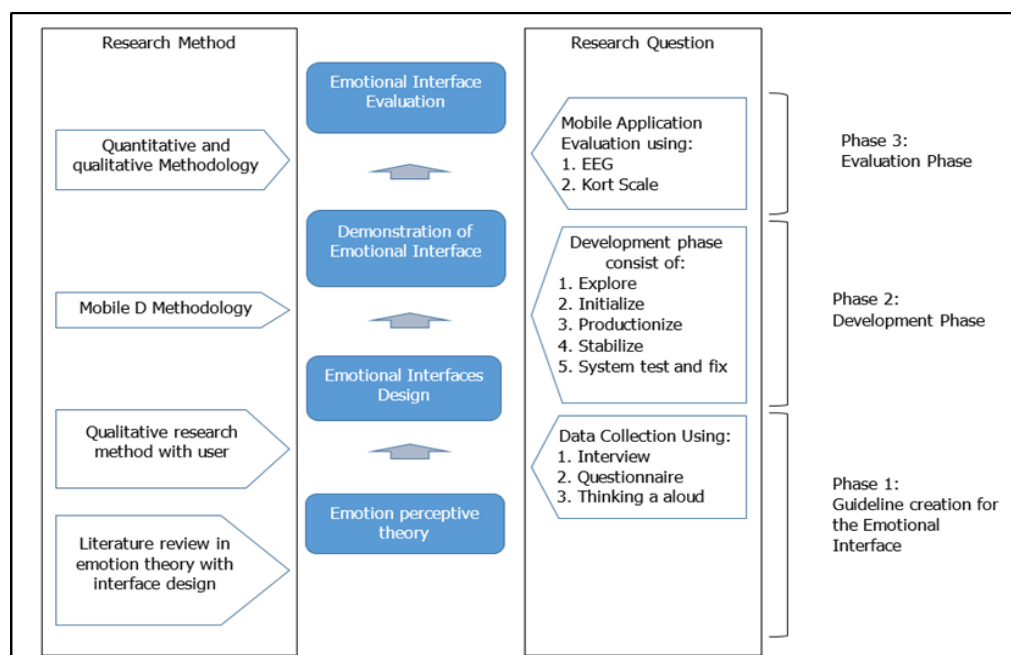 Research Method
Quantitative and
qualitative Methodology
Mobile D Methodology
Qualitative research
method with user
Literature review in
emotion theory with
interface design
Emotional Interface
Evaluation
Demonstration of
Emotional Interface
Emotional Interfaces
Design
Emotion perceptive
theory
Research Question
Mobile Application
Evaluation using:
1. EEG
2. Kort Scale
Development phase
consist of:
1. Explore
2. Initialize
3. Productionize
4. Stabilize
5. System test and fix
Data Collection Using:
1. Interview
2. Questionnaire
3. Thinking a aloud
Phase 3:
Evaluation Phase
Phase 2:
Development Phase
Phase 1:
Guideline creation for
the Emotional
Interface